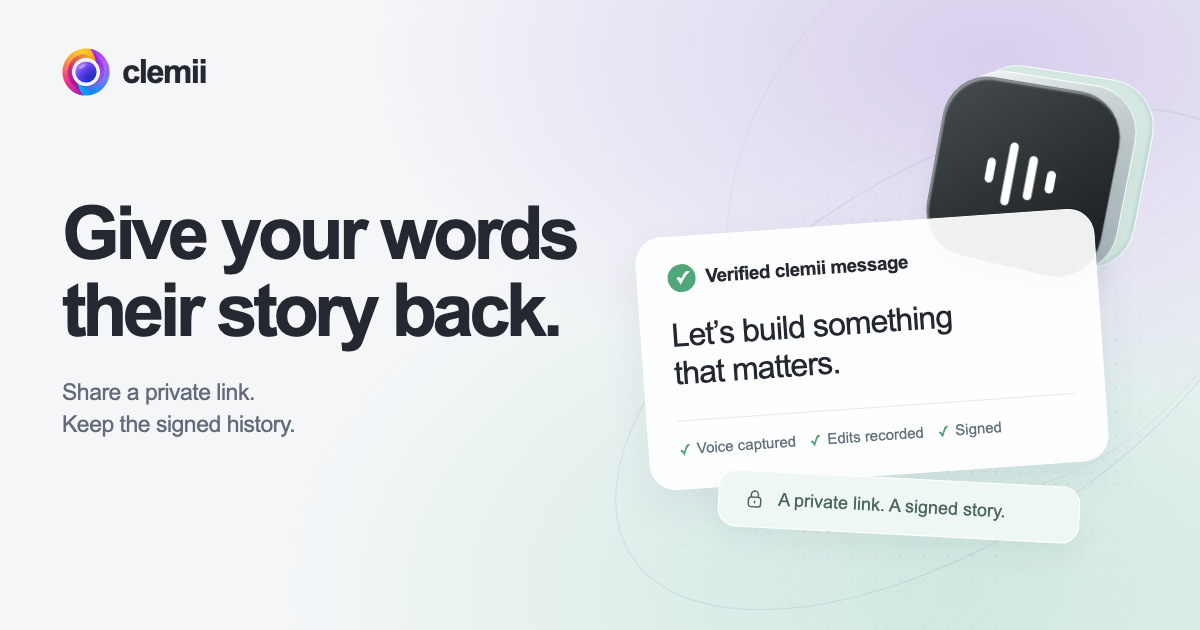 clemii
Give your words
their story back.
Share a private link.
Keep the signed history.
Verified clemii message
Let’s build something
that matters.
✓ Voice captured ✓ Edits recorded ✓ Signed
A private link. A signed story.